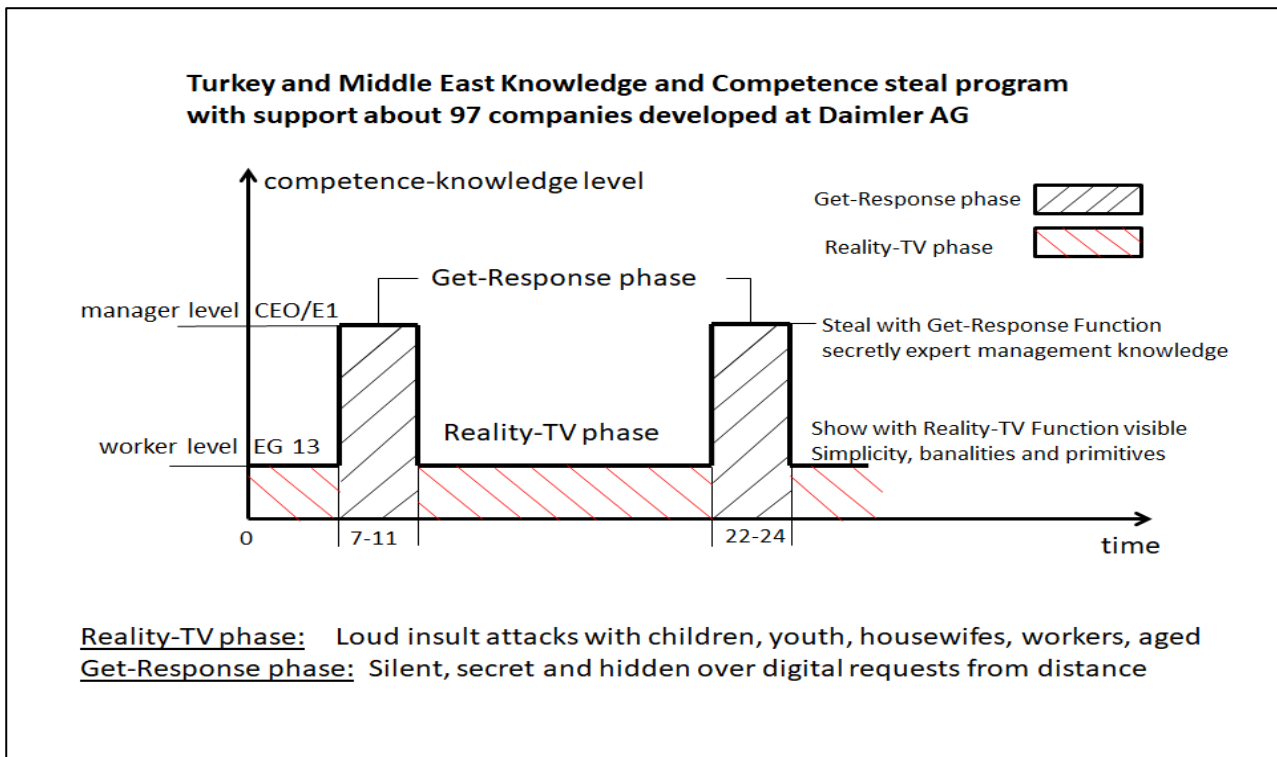 Turkey and Middle East Knowledge and Competence steal program
with support about 97 companies developed at Daimler AG
competence-knowledge level
Get-Response phase
Reality-TV phase
Get-Response phase
manager level CEO/E1
Steal with Get-Response Function
secretly expert management knowledge
Reality-TV phase
worker level EG 13
Show with Reality-TV Function visible
Simplicity, banalities and primitives
0
7-11
22-24
time
Reality-TV phase: Loud insult attacks with children, youth, housewifes, workers, aged
Get-Response phase: Silent, secret and hidden over digital requests from distance